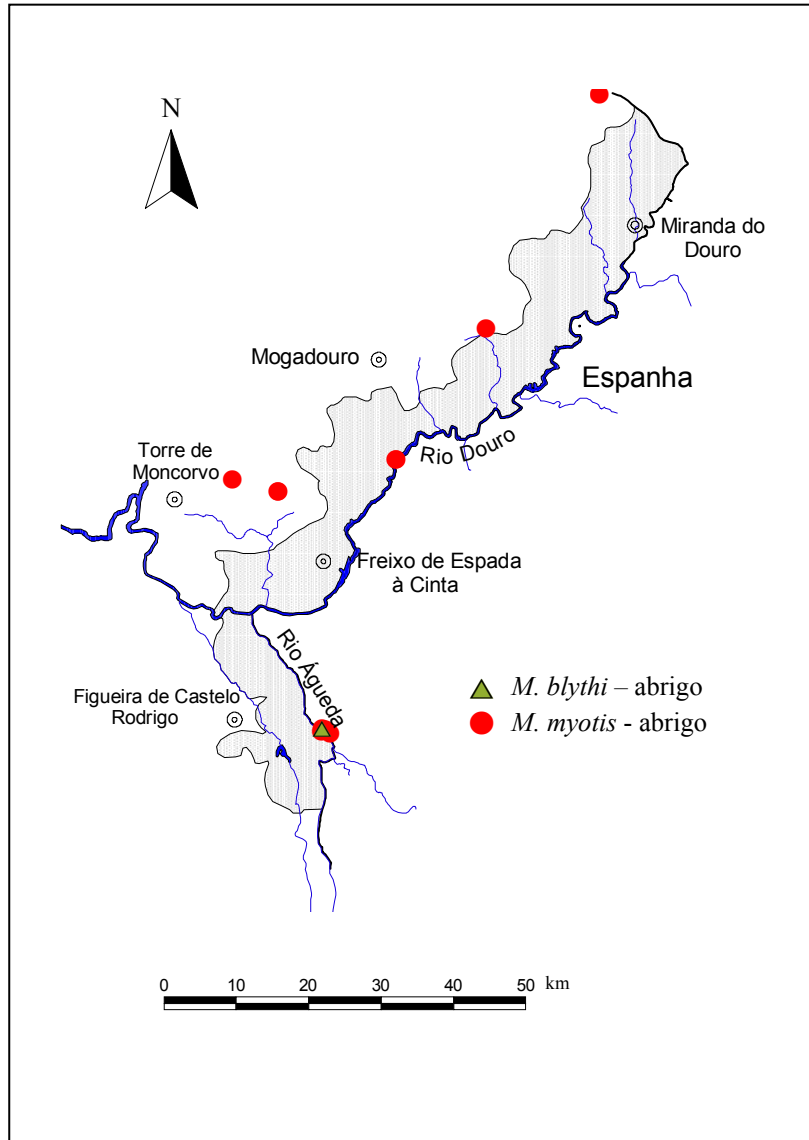 N
Miranda do
Douro
Mogadouro
Espanha
Rio Douro
Torre de
Moncorvo
Freixo de Espada
à Cinta
Rio Águeda
Figueira de Castelo
Rodrigo
M. blythi – abrigo
M. myotis - abrigo
0 10 20 30 40 50 km